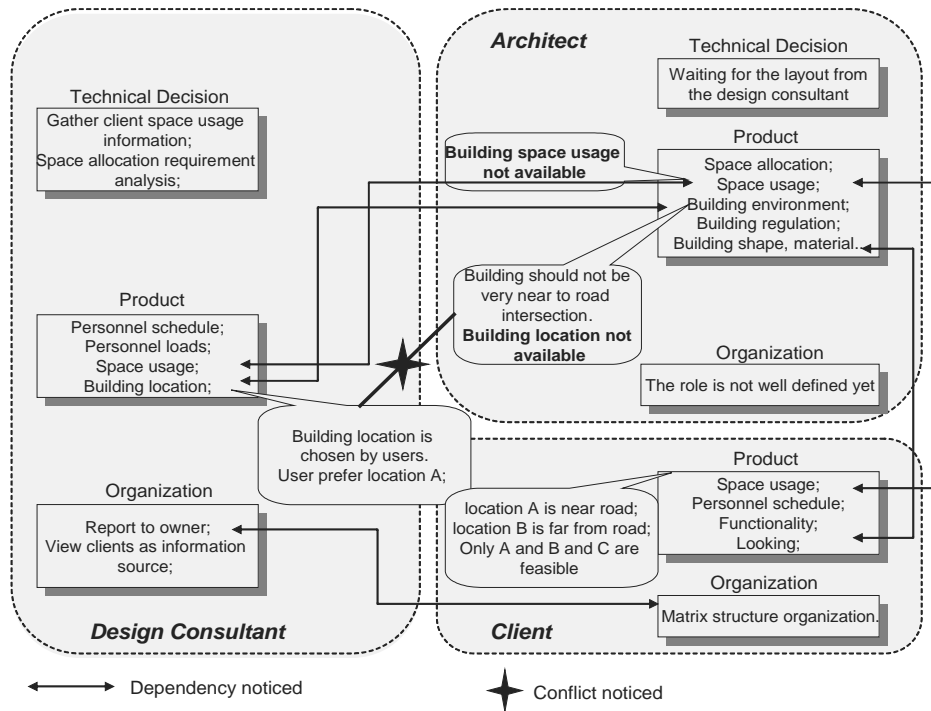 Architect
Technical Decision
Waiting for the layout from
the design consultant
Technical Decision
Gather client space usage
information;
Space allocation requirement
analysis;
Product
Building space usage
not available
Space allocation;
Space usage;
Building environment;
Building regulation;
Building shape, material..
Building should not be
very near to road
intersection.
Building location not
available
Product
Personnel schedule;
Personnel loads;
Space usage;
Building location;
Organization
The role is not well defined yet
Building location is
chosen by users.
User prefer location A;
Product
Space usage;
Personnel schedule;
Functionality;
Looking;
location A is near road;
location B is far from road;
Only A and B and C are
feasible
Organization
Report to owner;
View clients as information
source;
Organization
Matrix structure organization.
Design Consultant
Client
Dependency noticed
Conflict noticed